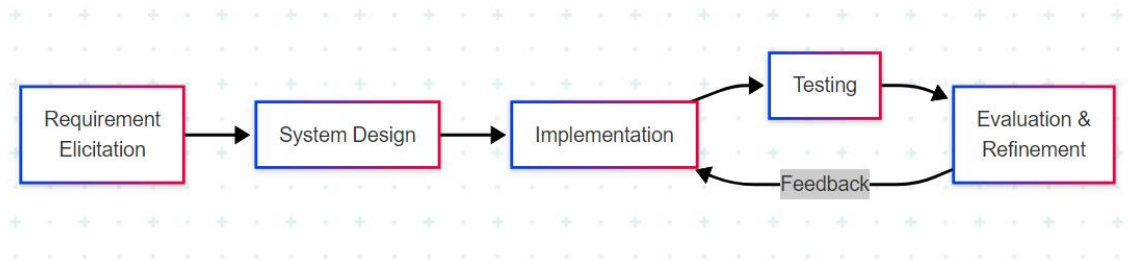 Requirement
Elicitation
System Design
Implementation
Testing
Evaluation &
Refinement
Feedback